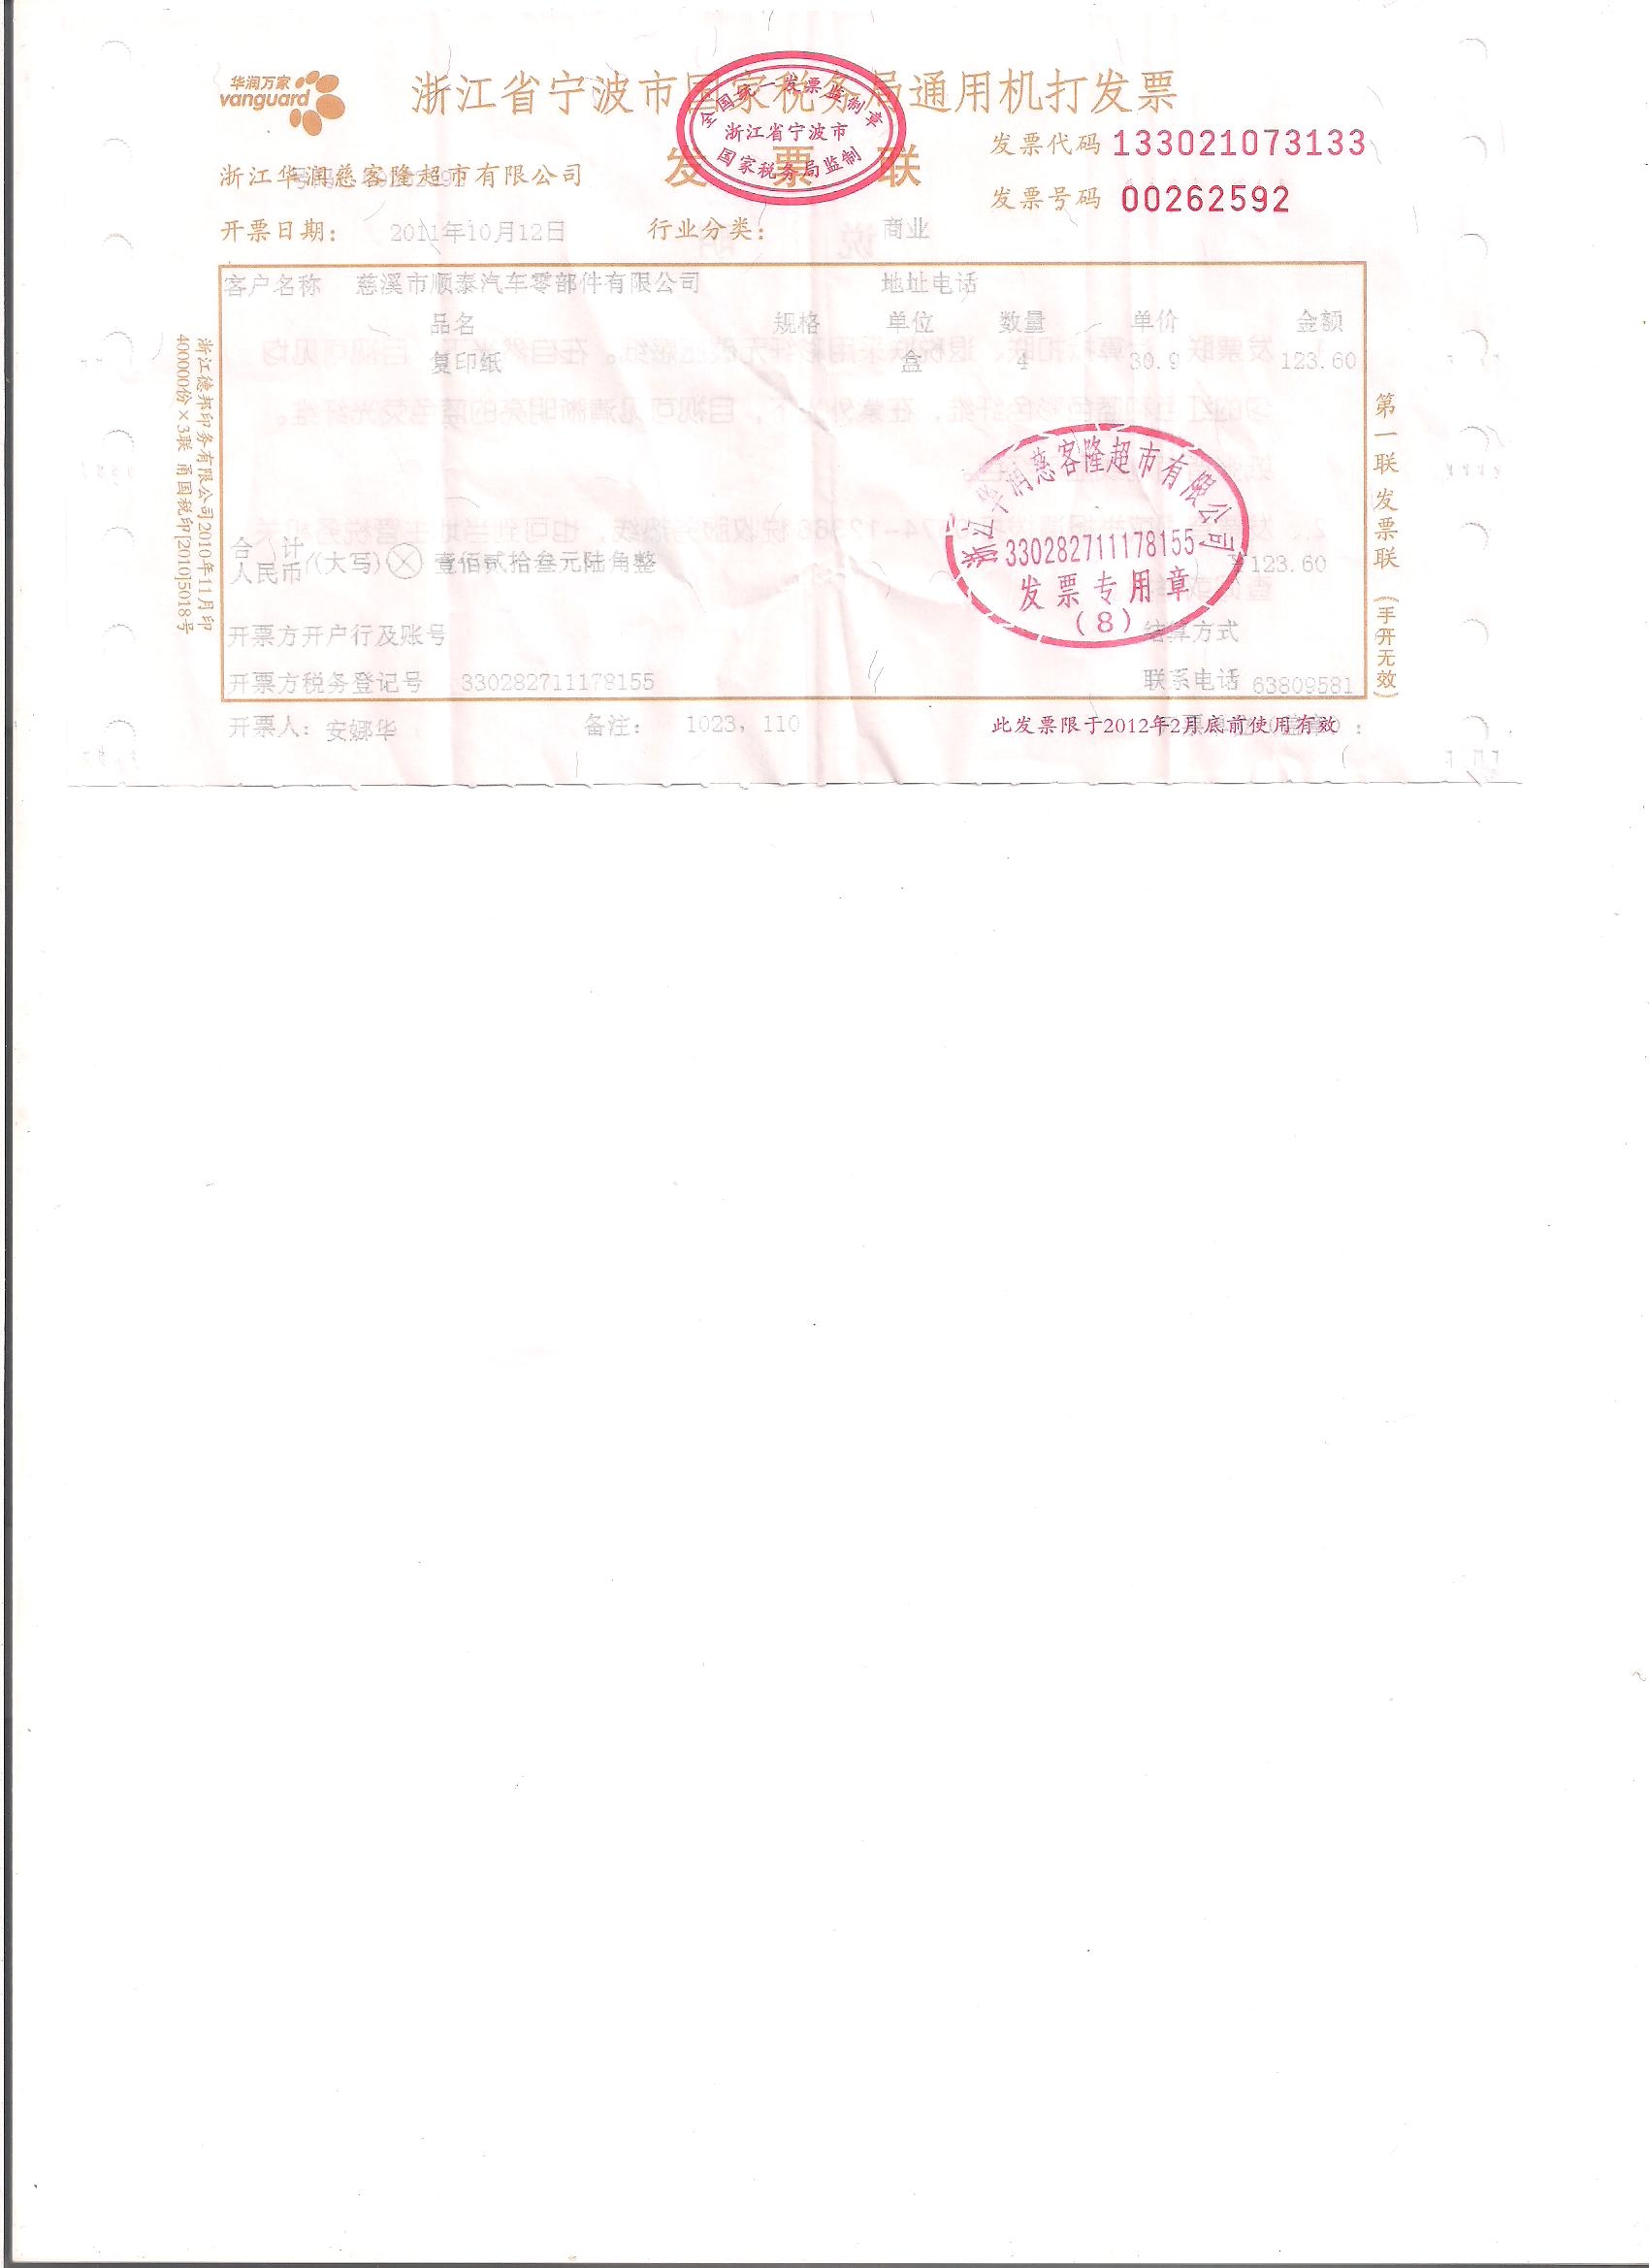 华润万家
vanguard
浙江省宁波市国家税务局通用机打发票
全国统一发票监制章
浙江省宁波市
国家税务局监制
发票联
发票代码 133021073133
浙江华润慈客隆超市有限公司
发票号码 00262592
开票日期: 2011年10月12日 行业分类: 商业
客户名称 慈溪市顺泰汽车零部件有限公司 地址电话
品名 规格 单位 数量 单价 金额
复印纸 盒 4 30.9 123.60
浙江华润慈客隆超市有限公司
330282711178155
发票专用章
(8)
合计
人民币 (大写) ⊗ 壹佰贰拾叁元陆角整 ¥123.60
开票方开户行及账号 结算方式
开票方税务登记号 330282711178155 联系电话 63809581
开票人: 安娜华 备注: 1023, 110 此发票限于2012年2月底前使用有效
浙江德邦印务有限公司2010年11月印
400000份×3联 甬国税印[2010]5018号
第一联 发票联 (手开无效)